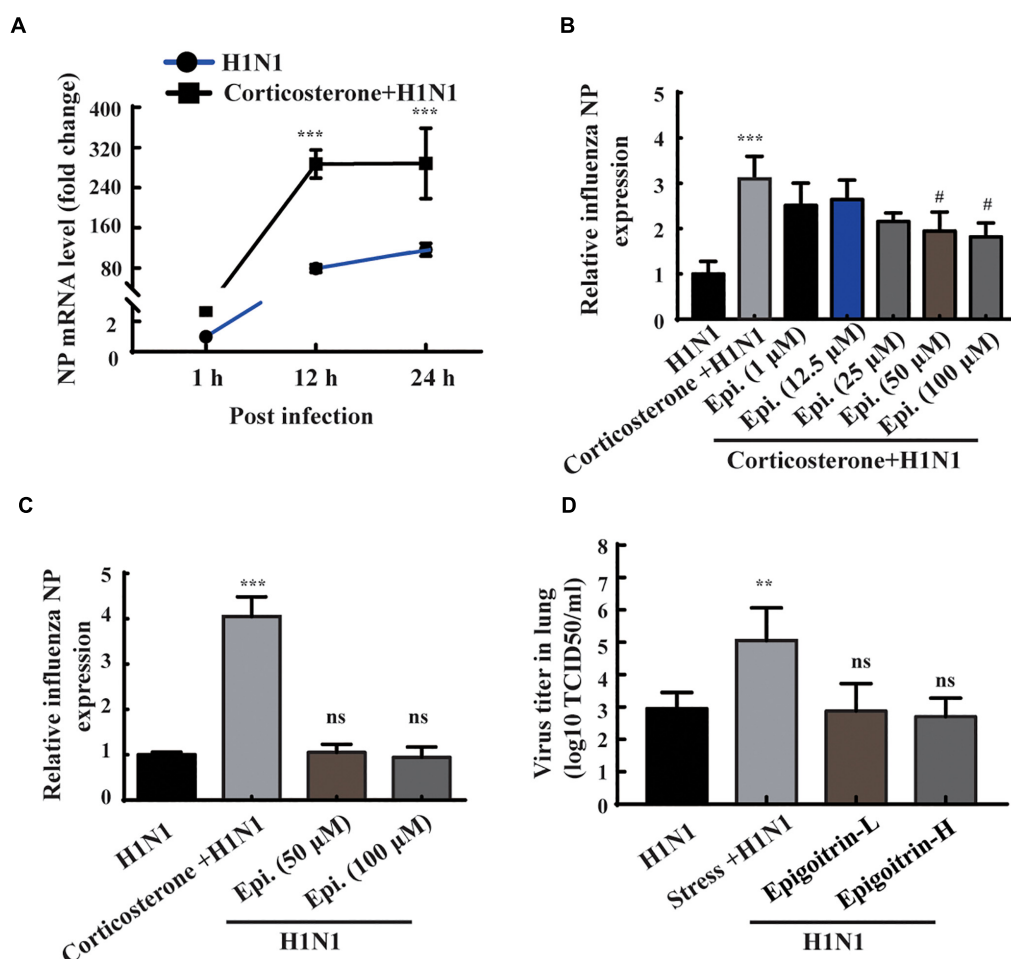 A
H1N1
Corticosterone+H1N1
NP mRNA level (fold change)
400
320
240
160
80
2
0
***
***
1 h
12 h
24 h
Post infection
B
Relative influenza NP
expression
5
4
3
2
1
0
***
#
#
H1N1
Corticosterone +H1N1
Epi. (1 μM)
Epi. (12.5 μM)
Epi. (25 μM)
Epi. (50 μM)
Epi. (100 μM)
Corticosterone+H1N1
C
Relative influenza NP
expression
5
4
3
2
1
0
***
ns
ns
H1N1
Corticosterone +H1N1
Epi. (50 μM)
Epi. (100 μM)
H1N1
D
Virus titer in lung
(log10 TCID50/ml)
8
7
6
5
4
3
2
1
0
**
ns
ns
H1N1
Stress +H1N1
Epigoitrin-L
Epigoitrin-H
H1N1